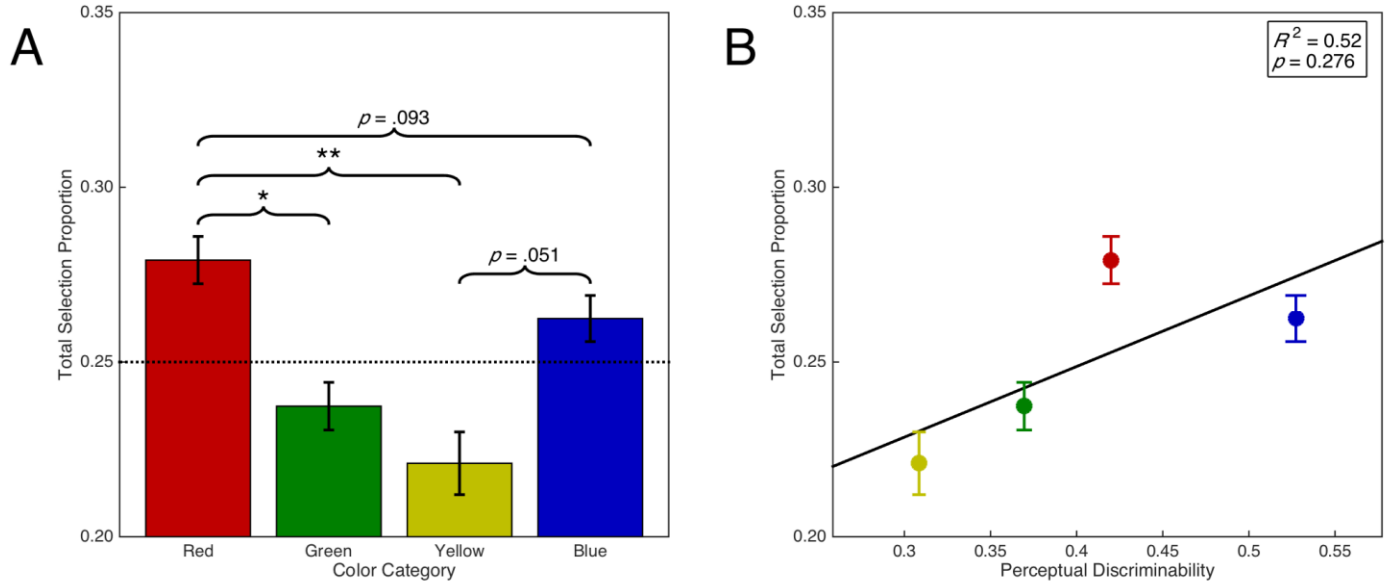 A
Total Selection Proportion
0.35
0.30
0.25
0.20
p = .093
**
*
p = .051
Red Green Yellow Blue
Color Category
B
Total Selection Proportion
0.35
0.30
0.25
0.20
R² = 0.52
p = 0.276
0.3 0.35 0.4 0.45 0.5 0.55
Perceptual Discriminability